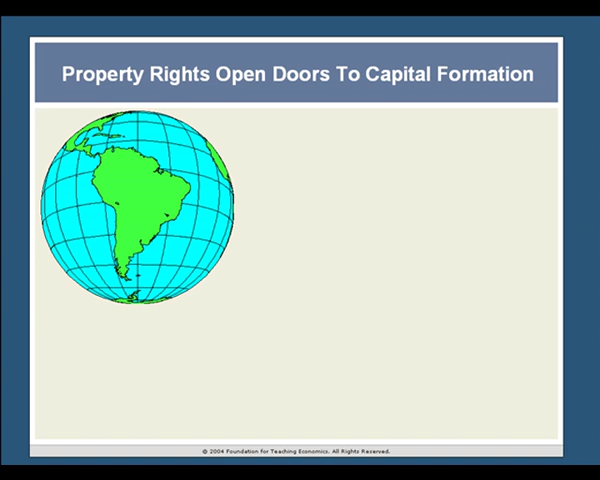 Property Rights Open Doors To Capital Formation
© 2004 Foundation for Teaching Economics. All Rights Reserved.